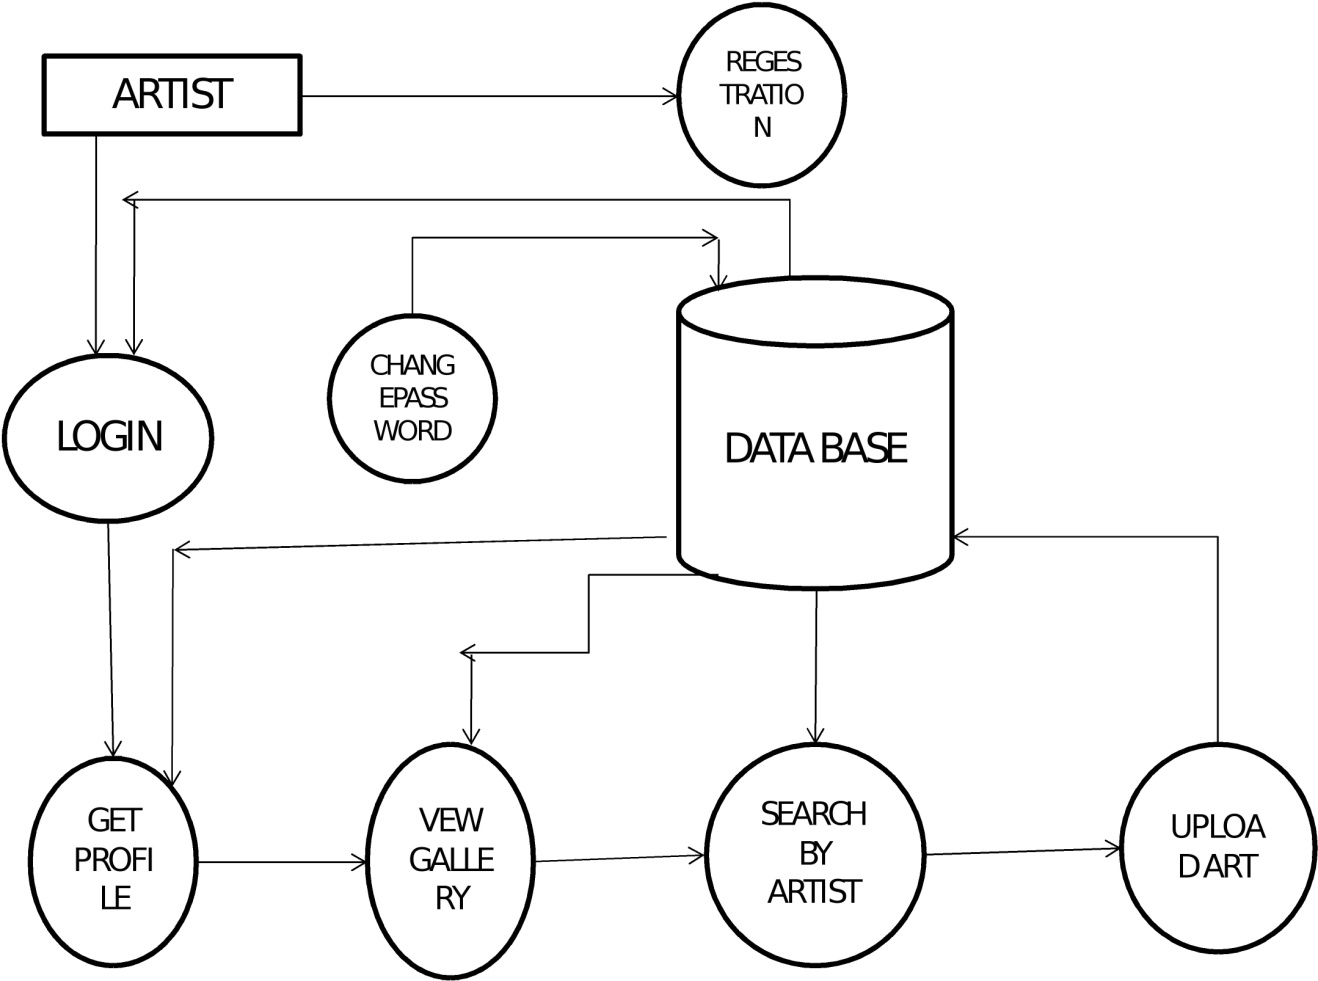 ARTIST
REGES
TRATIO
N
CHANG
EPASS
WORD
LOGIN
DATA BASE
GET
PROFI
LE
VEW
GALLE
RY
SEARCH
BY
ARTIST
UPLOA
D ART